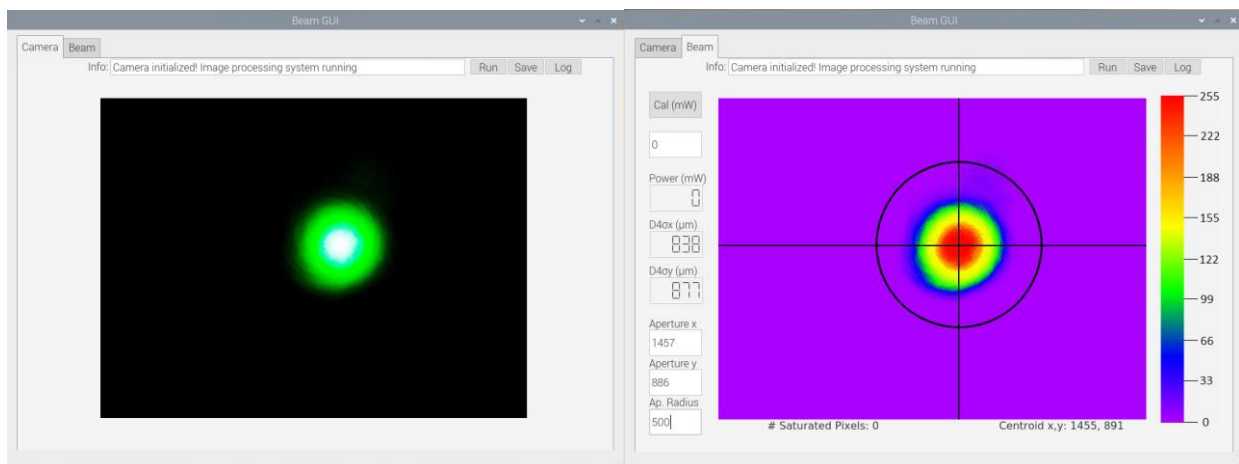 Beam GUI
Camera Beam
Info: Camera initialized! Image processing system running Run Save Log
Beam GUI
Camera Beam
Info: Camera initialized! Image processing system running Run Save Log
Cal (mW)
0
Power (mW)
0
D4σx (μm)
838
D4σy (μm)
877
Aperture x
1457
Aperture y
886
Ap. Radius
500
255
222
188
155
122
99
66
33
0
# Saturated Pixels: 0 Centroid x,y: 1455, 891